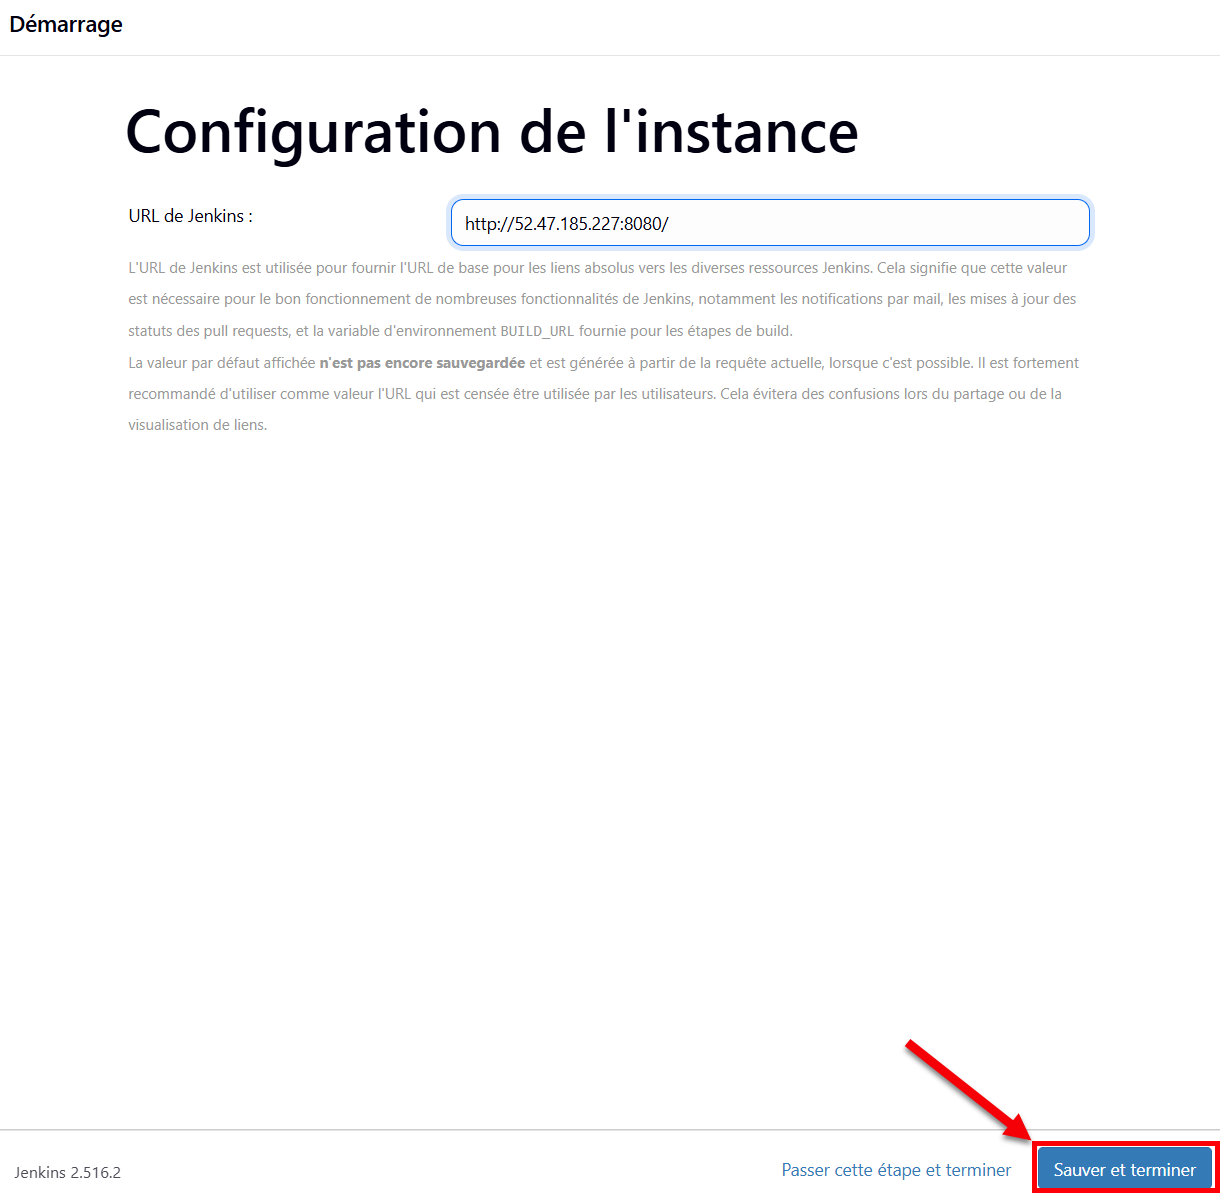 Démarrage
Configuration de l'instance
URL de Jenkins :
http://52.47.185.227:8080/
L'URL de Jenkins est utilisée pour fournir l'URL de base pour les liens absolus vers les diverses ressources Jenkins. Cela signifie que cette valeur
est nécessaire pour le bon fonctionnement de nombreuses fonctionnalités de Jenkins, notamment les notifications par mail, les mises à jour des
statuts des pull requests, et la variable d'environnement BUILD_URL fournie pour les étapes de build.
La valeur par défaut affichée n'est pas encore sauvegardée et est générée à partir de la requête actuelle, lorsque c'est possible. Il est fortement
recommandé d'utiliser comme valeur l'URL qui est censée être utilisée par les utilisateurs. Cela évitera des confusions lors du partage ou de la
visualisation de liens.
Jenkins 2.516.2
Passer cette étape et terminer
Sauver et terminer